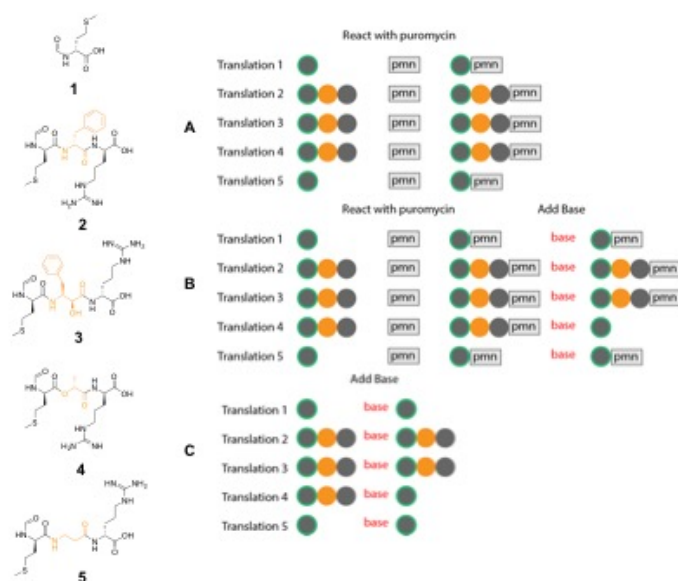 1
2
3
4
5
A
React with puromycin
Translation 1 pmn pmn
Translation 2 pmn pmn
Translation 3 pmn pmn
Translation 4 pmn pmn
Translation 5 pmn pmn
B
React with puromycin Add Base
Translation 1 pmn pmn base pmn
Translation 2 pmn pmn base pmn
Translation 3 pmn pmn base pmn
Translation 4 pmn pmn base
Translation 5 pmn pmn base pmn
C
Add Base
Translation 1 base
Translation 2 base
Translation 3 base
Translation 4 base
Translation 5 base